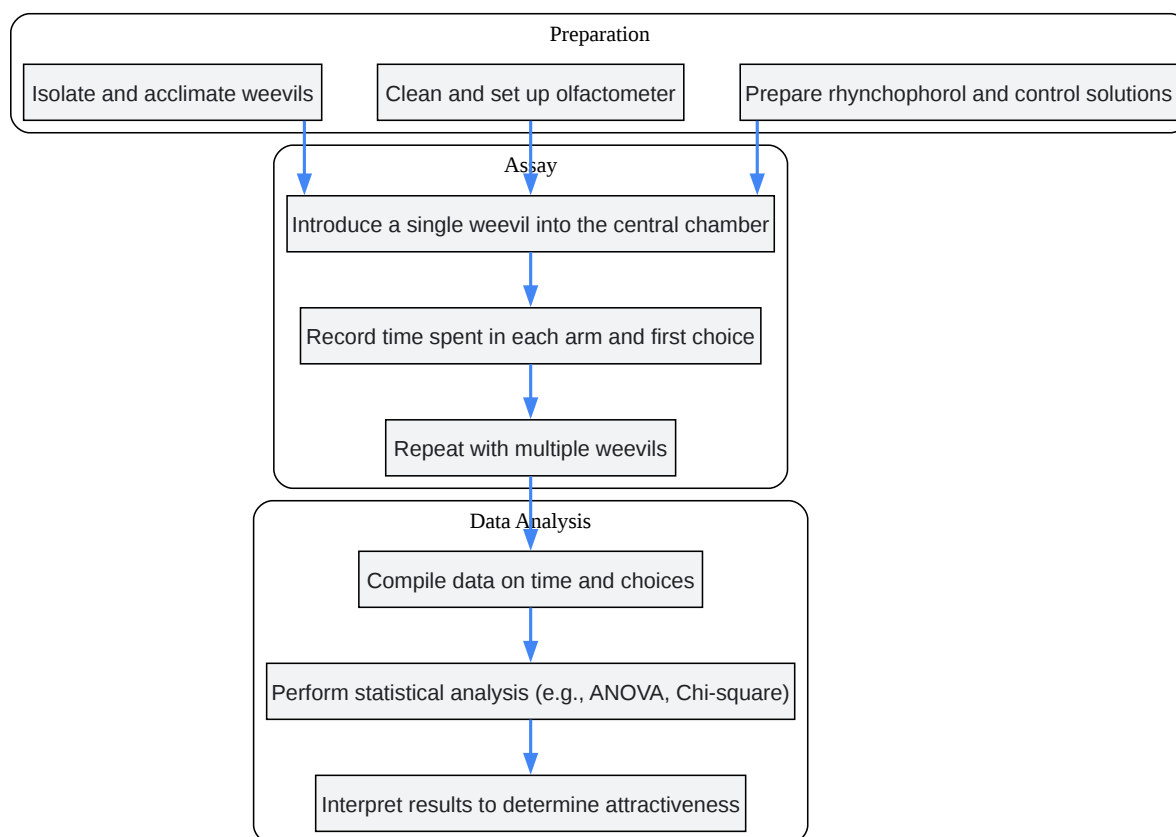 Preparation
Isolate and acclimate weevils
Clean and set up olfactometer
Prepare rhynchophorol and control solutions
Assay
Introduce a single weevil into the central chamber
Record time spent in each arm and first choice
Repeat with multiple weevils
Data Analysis
Compile data on time and choices
Perform statistical analysis (e.g., ANOVA, Chi-square)
Interpret results to determine attractiveness